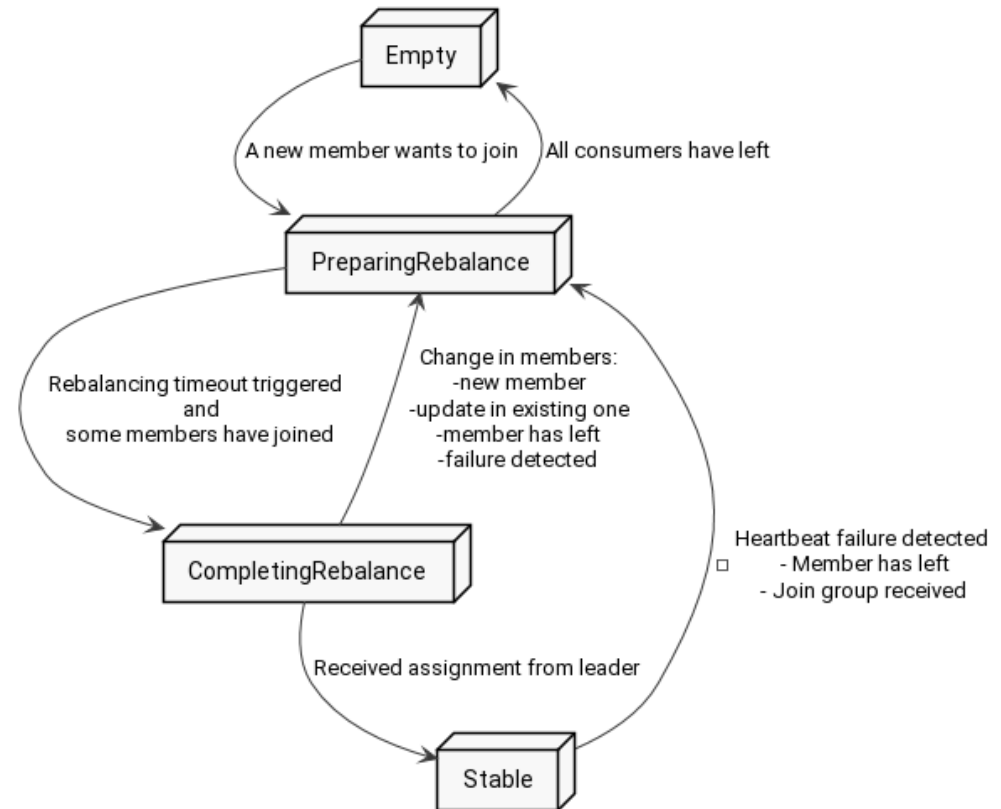 Empty
A new member wants to join
All consumers have left
PreparingRebalance
Rebalancing timeout triggered
and
some members have joined
Change in members:
-new member
-update in existing one
-member has left
-failure detected
Heartbeat failure detected
- Member has left
- Join group received
CompletingRebalance
Received assignment from leader
Stable